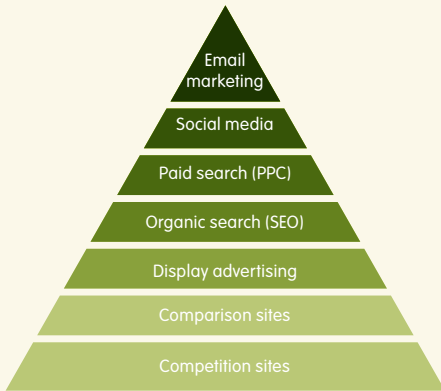 Email
marketing
Social media
Paid search (PPC)
Organic search (SEO)
Display advertising
Comparison sites
Competition sites